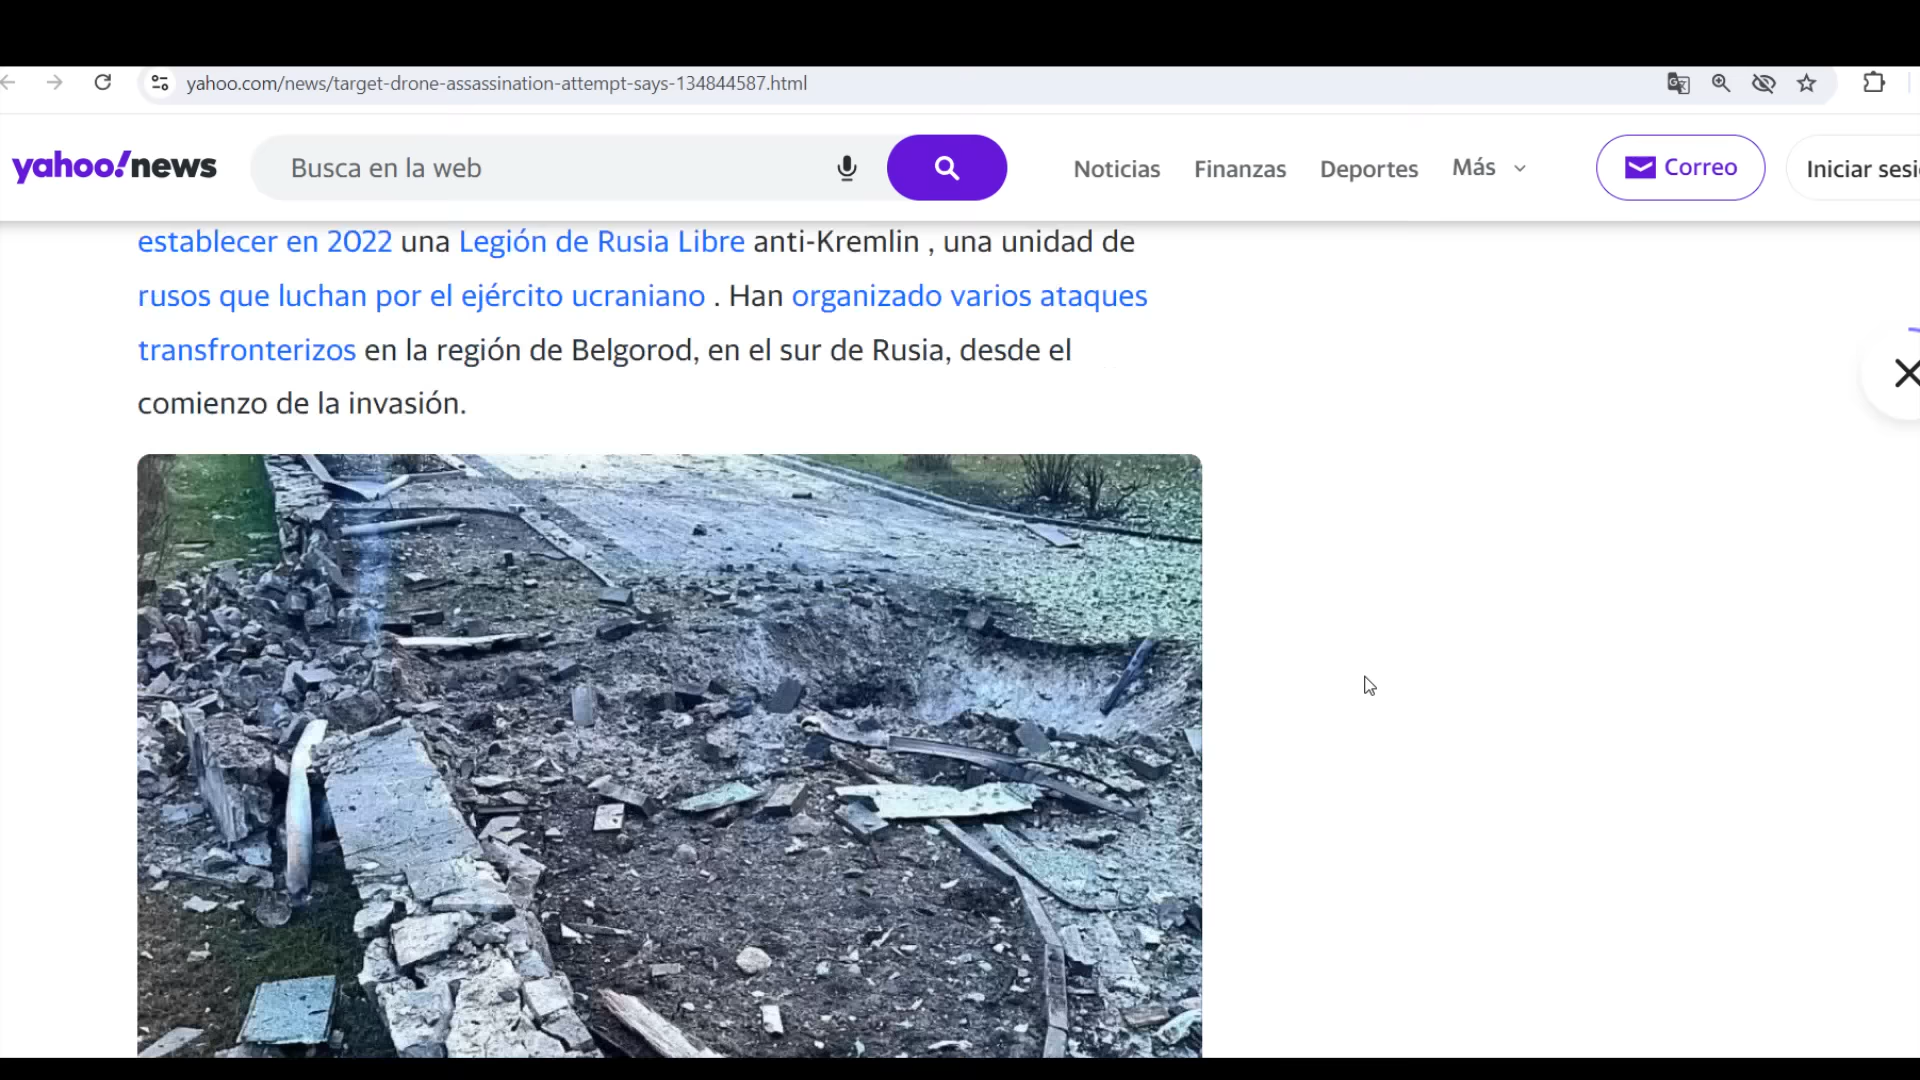 yahoo.com/news/target-drone-assassination-attempt-says-134844587.html
yahoo!news
Busca en la web
Noticias
Finanzas
Deportes
Más
Correo
Iniciar sesi
establecer en 2022 una Legión de Rusia Libre anti-Kremlin , una unidad de
rusos que luchan por el ejército ucraniano . Han organizado varios ataques
transfronterizos en la región de Belgorod, en el sur de Rusia, desde el
comienzo de la invasión.